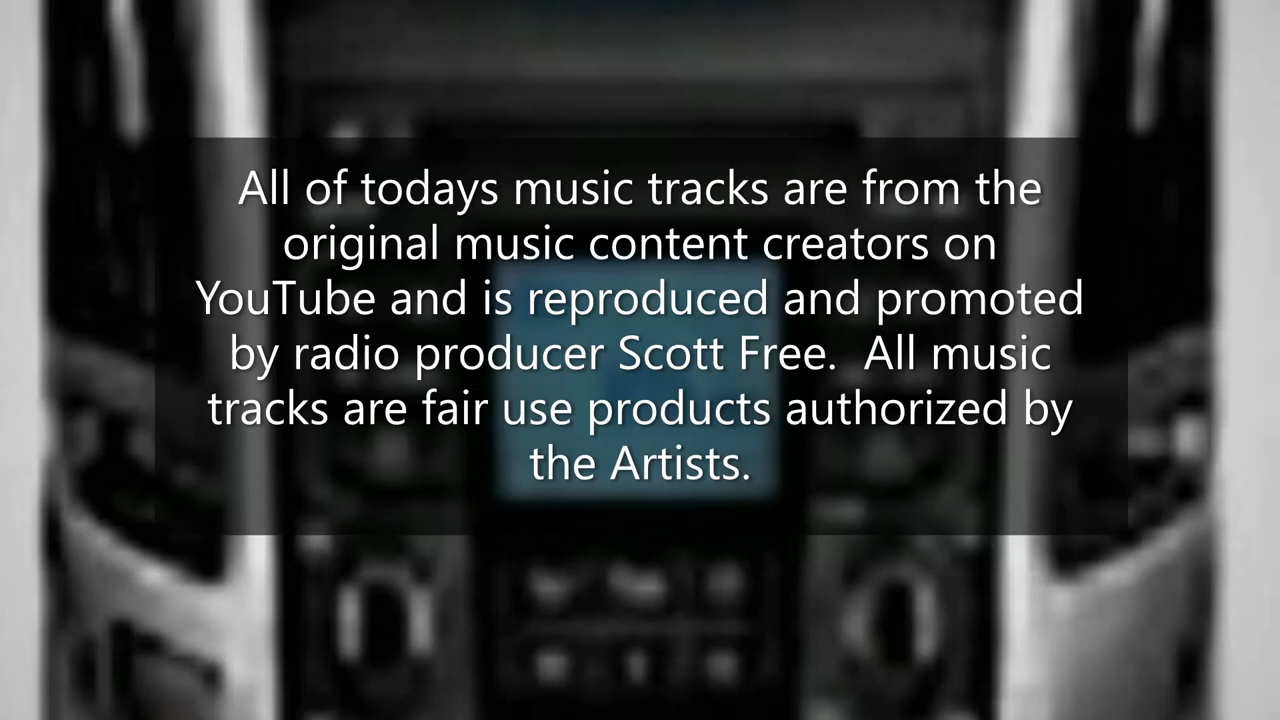 All of todays music tracks are from the
original music content creators on
YouTube and is reproduced and promoted
by radio producer Scott Free.  All music
tracks are fair use products authorized by
the Artists.